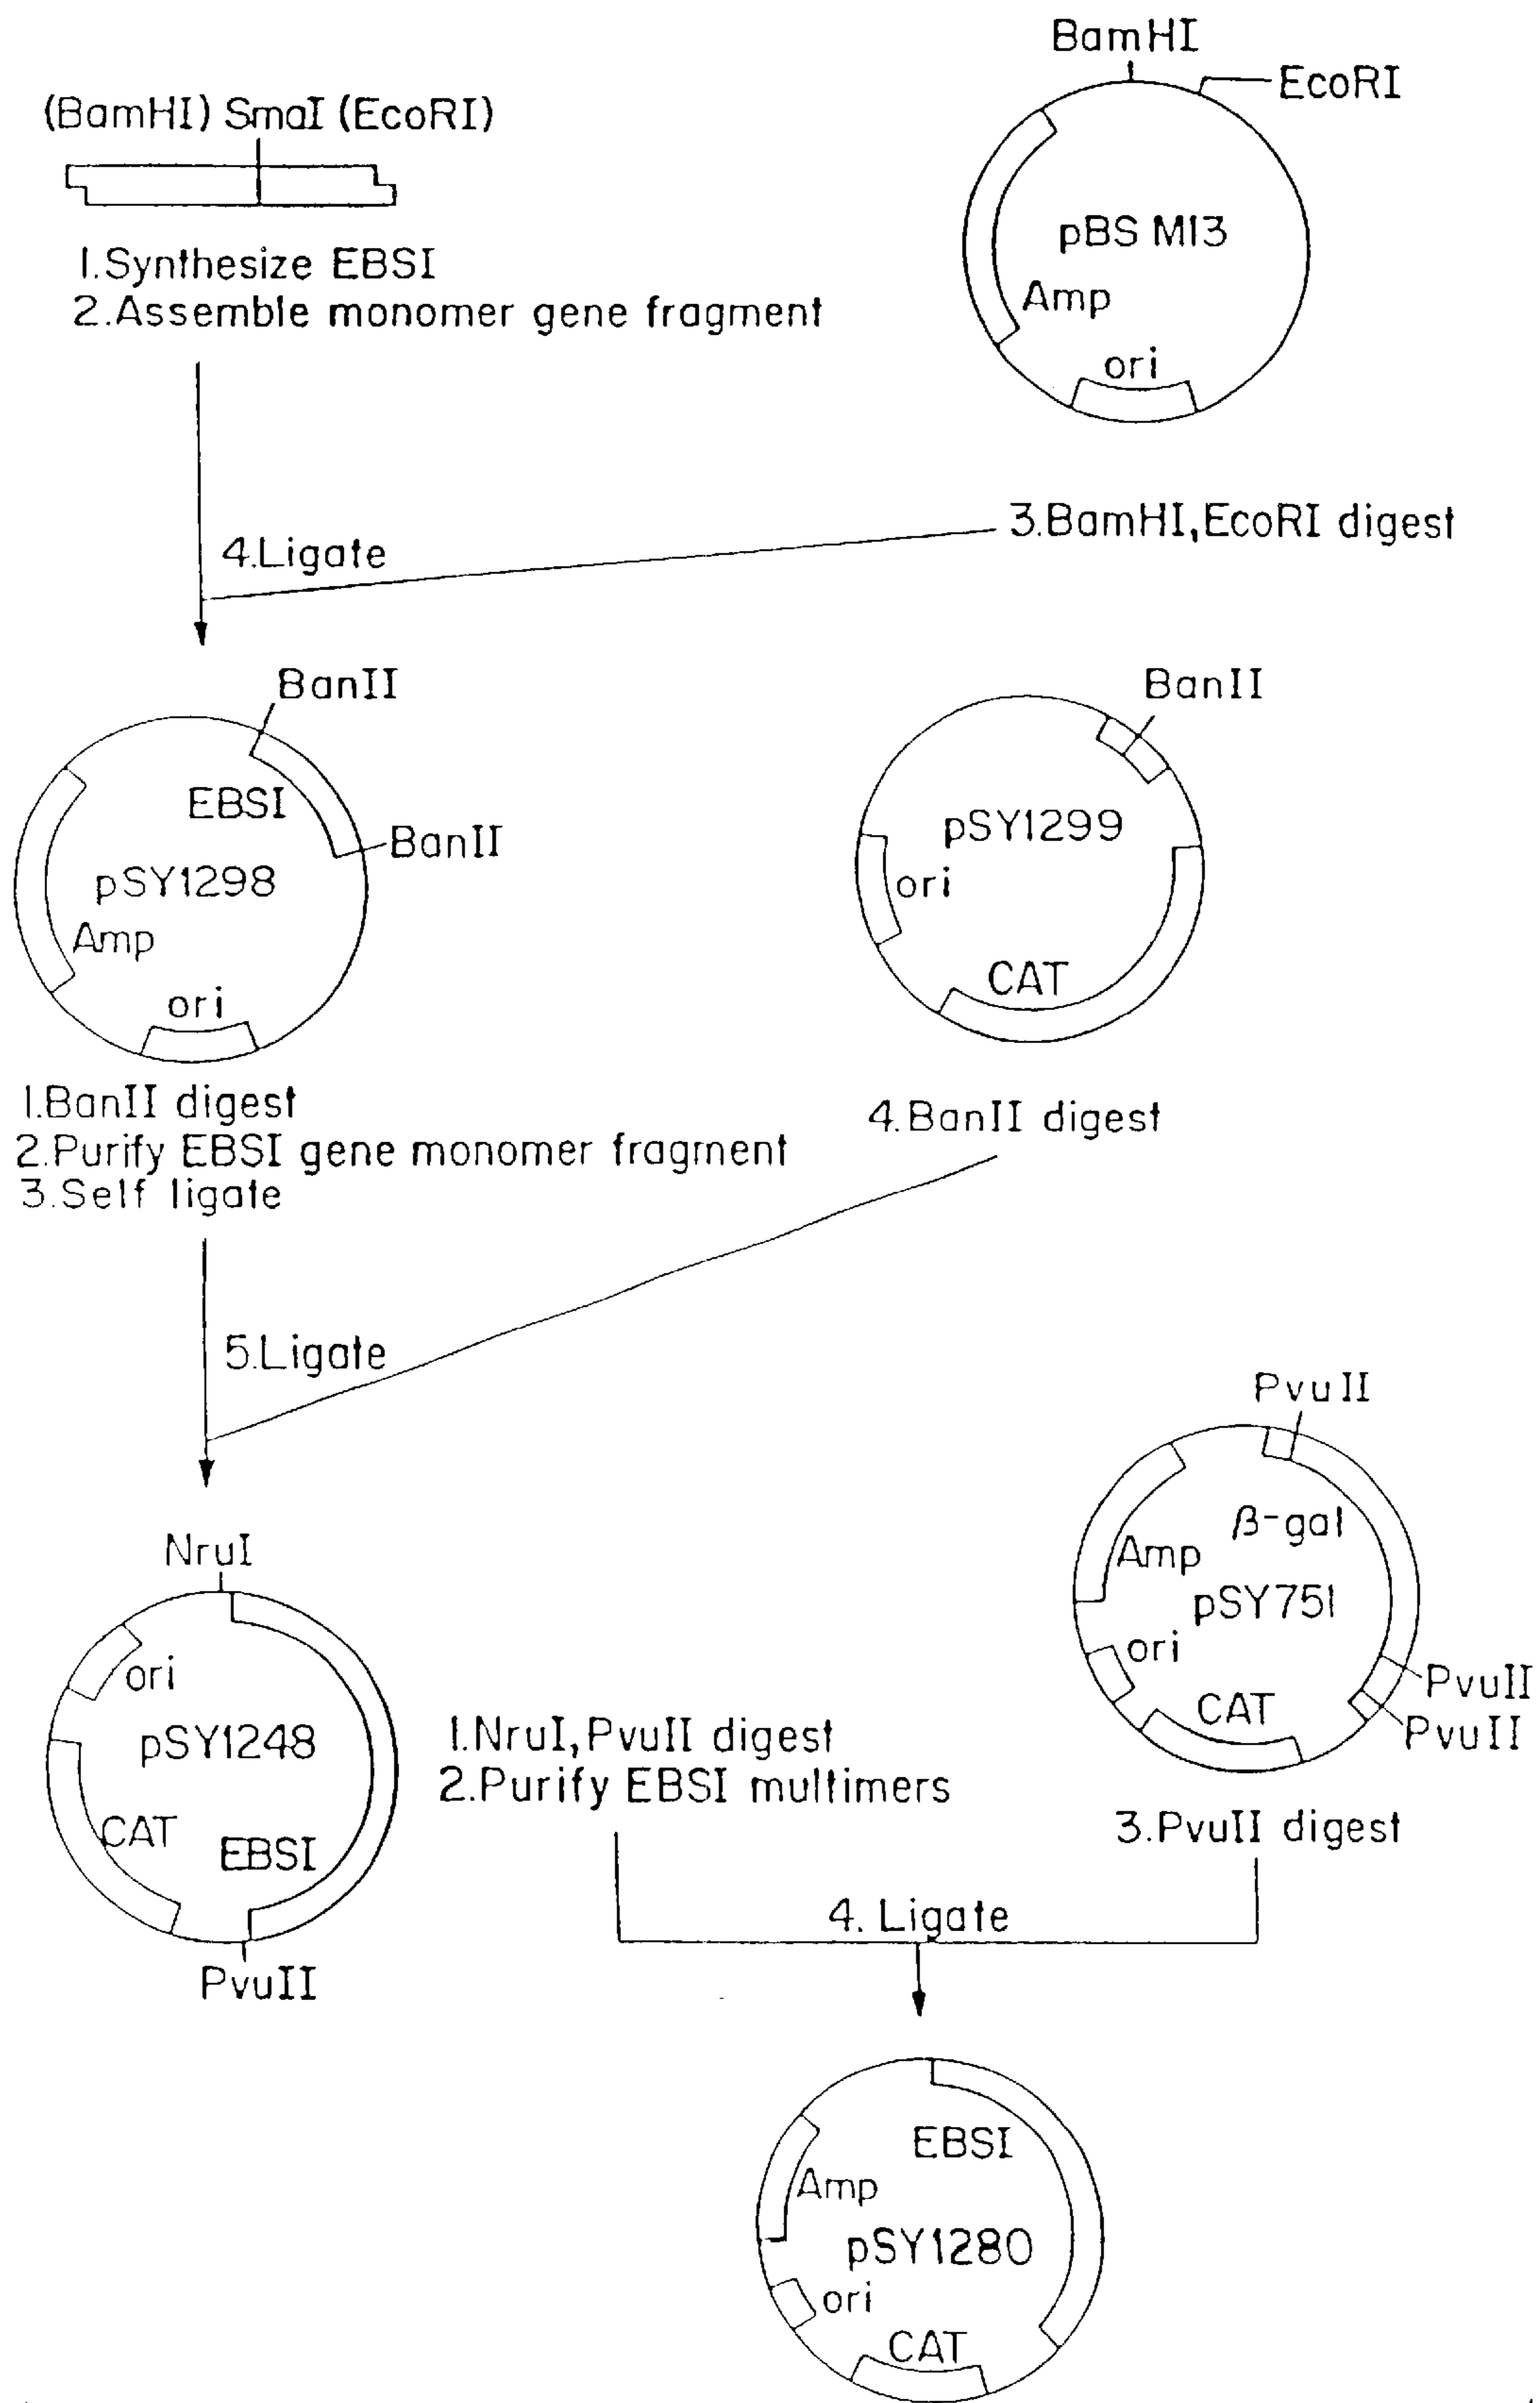 BamHI
EcoRI
(BamHI) SmaI (EcoRI)
pBS M13
Amp
ori
1.Synthesize EBSI
2.Assemble monomer gene fragment
3.BamHI,EcoRI digest
4.Ligate
BanII
BanII
EBSI
pSY1298
Amp
ori
BanII
pSY1299
ori
CAT
1.BanII digest
2.Purify EBSI gene monomer fragment
3.Self ligate
4.BanII digest
5.Ligate
PvuII
β-gal
Amp
pSY751
ori
CAT
PvuII
PvuII
NruI
ori
pSY1248
CAT
EBSI
PvuII
1.NruI,PvuII digest
2.Purify EBSI multimers
3.PvuII digest
4. Ligate
EBSI
Amp
pSY1280
ori
CAT